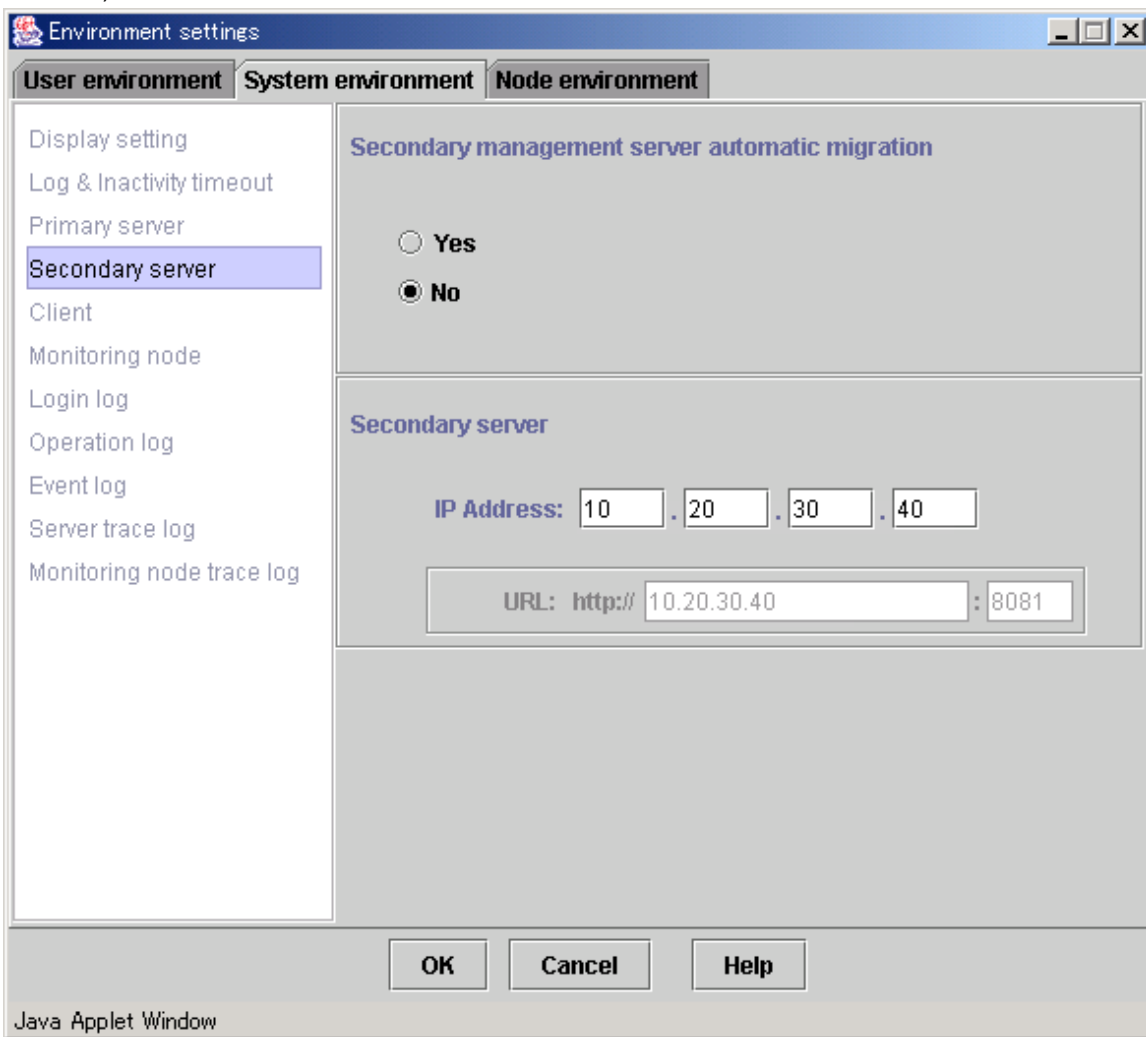 Environment settings
User environment System environment Node environment
Display setting
Log & Inactivity timeout
Primary server
Secondary server
Client
Monitoring node
Login log
Operation log
Event log
Server trace log
Monitoring node trace log
Secondary management server automatic migration
Yes
No
Secondary server
IP Address: 10 . 20 . 30 . 40
URL: http:// 10.20.30.40 : 8081
OK Cancel Help
Java Applet Window